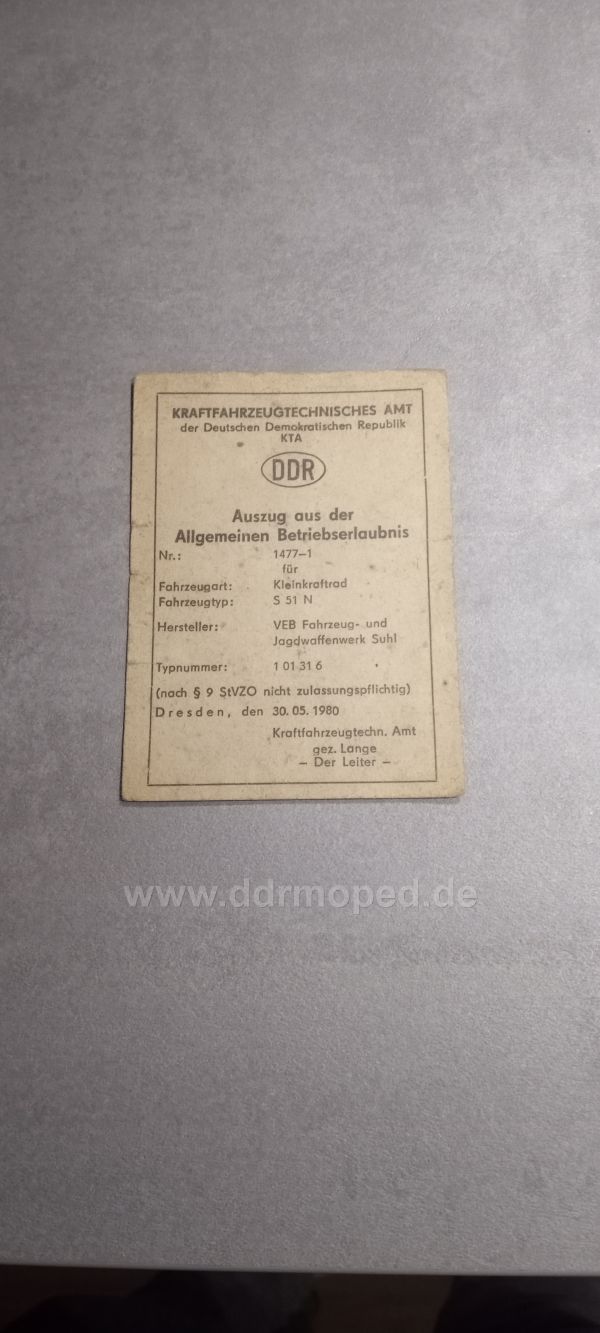 KRAFTFAHRZEUGTECHNISCHES AMT
der Deutschen Demokratischen Republik
KTA
DDR
Auszug aus der
Allgemeinen Betriebserlaubnis
Nr.: 1477-1
für
Fahrzeugart: Kleinkraftrad
Fahrzeugtyp: S 51 N
Hersteller: VEB Fahrzeug- und
Jagdwaffenwerk Suhl
Typnummer: 1 01 31 6
(nach § 9 StVZO nicht zulassungspflichtig)
Dresden, den 30.05.1980
Kraftfahrzeugtechn. Amt
gez. Lange
– Der Leiter –
www.ddrmoped.de